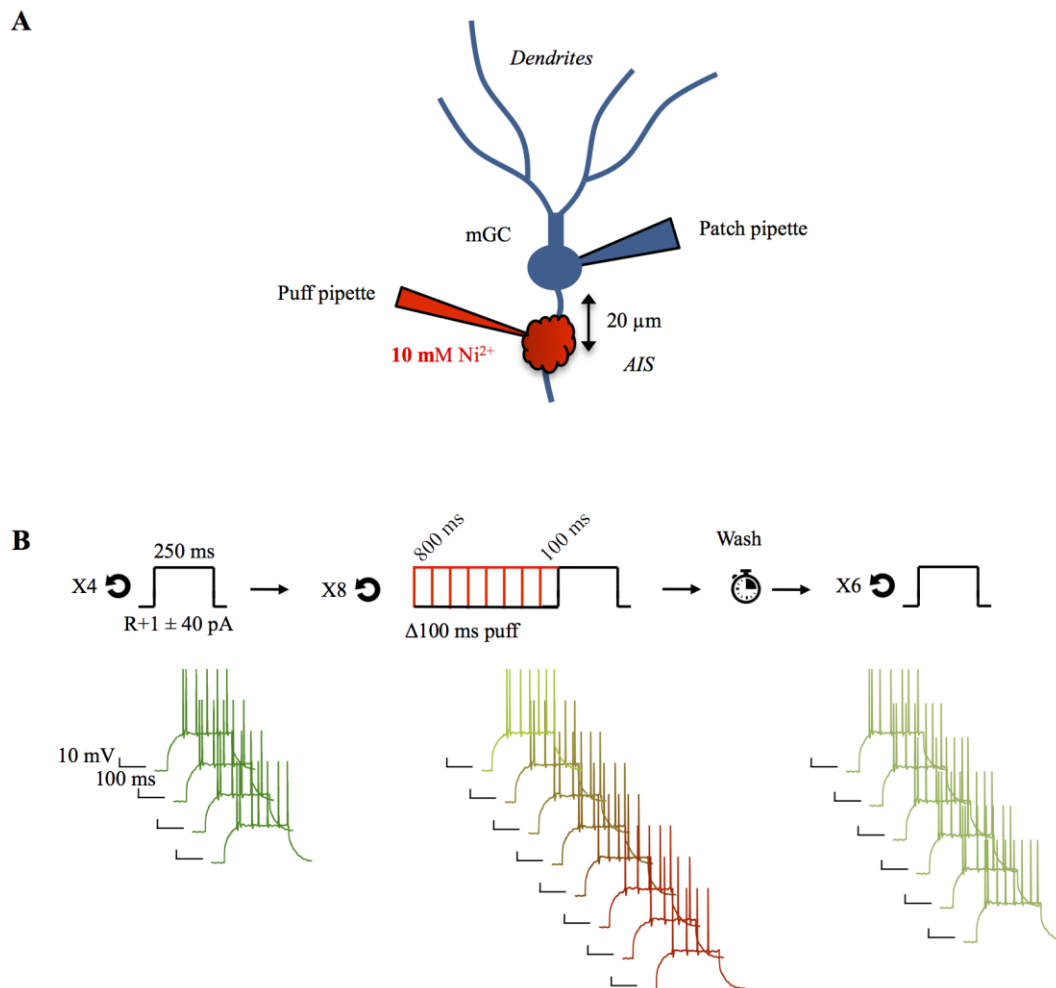 A
Dendrites
mGC
Patch pipette
Puff pipette
20 µm
10 mM Ni²⁺
AIS
B
800 ms
100 ms
Wash
250 ms
X4
X8
X6
R+1 ± 40 pA
Δ100 ms puff
10 mV
100 ms